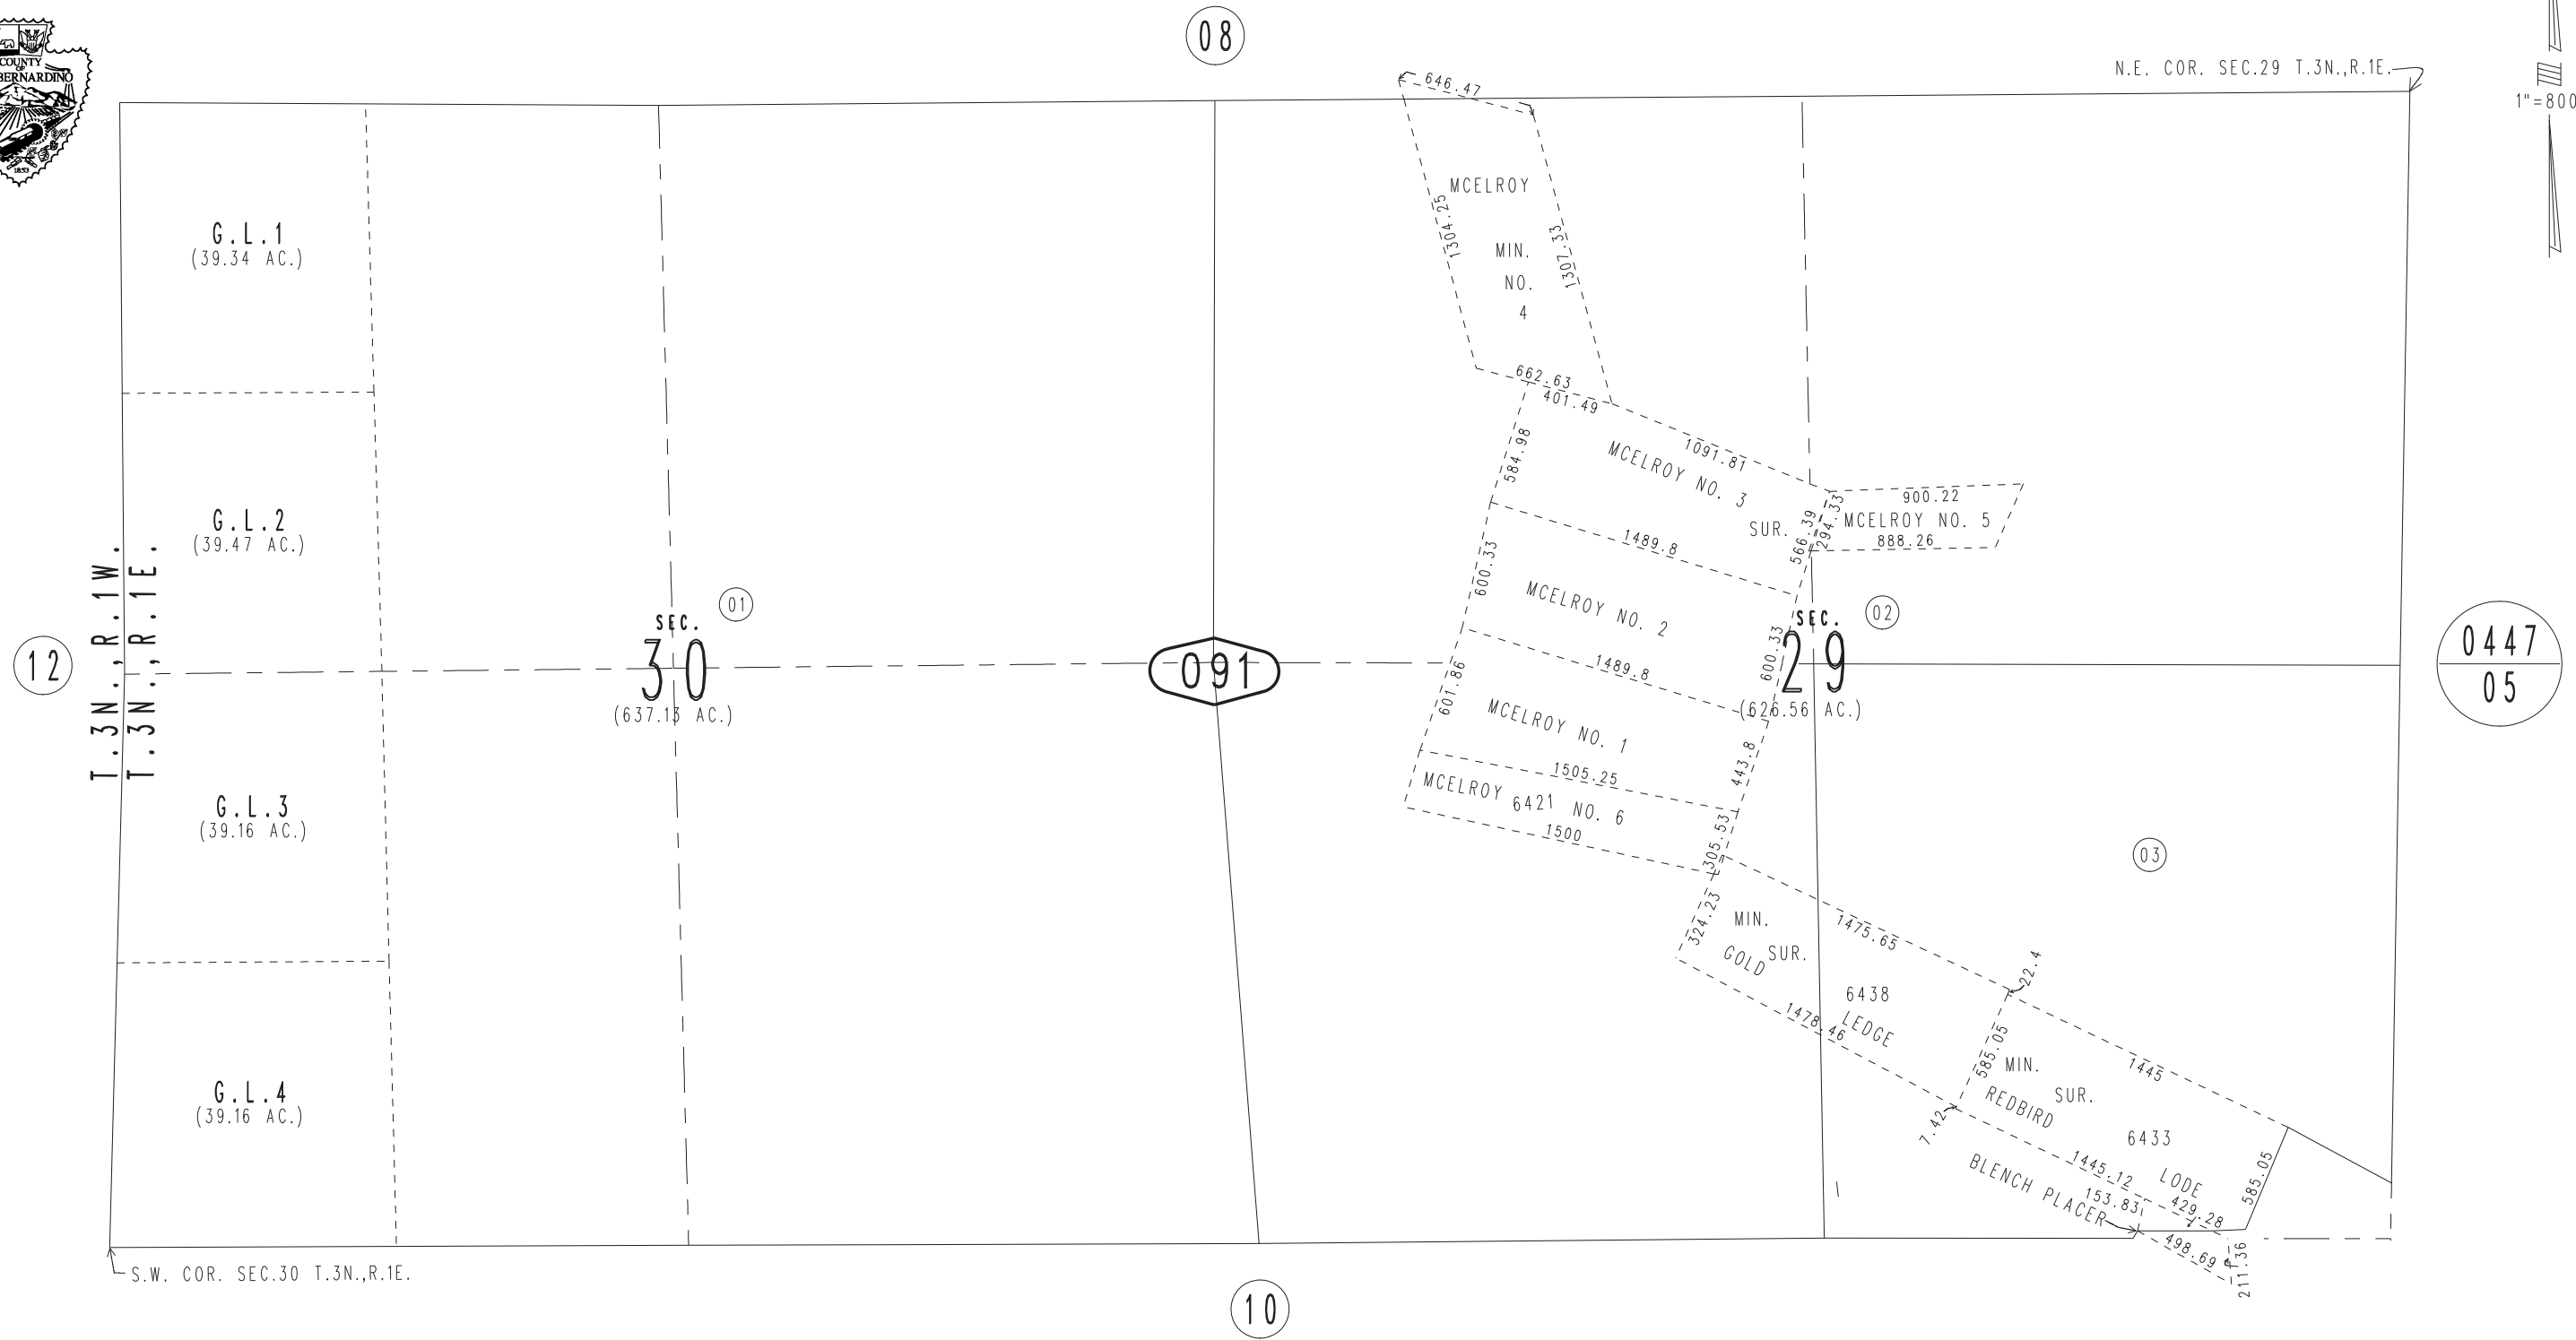 08
COUNTY
OF
BERNARDINO
1853
N.E. COR. SEC.29 T.3N.,R.1E.
1"=800
646.47
MCELROY
1304.25
1307.33
MIN.
NO.
4
G.L.1
(39.34 AC.)
662.63
401.49
584.98
MCELROY NO. 3
1091.81
SUR.
566.39
294.33
900.22
MCELROY NO. 5
888.26
G.L.2
(39.47 AC.)
1489.8
600.33
MCELROY NO. 2
600.33
T.3N.,R.1W.
T.3N.,R.1E.
01
SEC.
30
(637.13 AC.)
12
091
SEC.
29
(626.56 AC.)
02
0447
05
1489.8
601.86
MCELROY NO. 1
443.8
1505.25
MCELROY 6421 NO. 6
1500
305.53
G.L.3
(39.16 AC.)
03
324.23
MIN.
SUR.
GOLD
1475.65
6438
LEDGE
1478.46
22.4
585.05
MIN.
SUR.
REDBIRD
1445
6433
7.42
1445.12
LODE
585.05
BLENCH PLACER
153.83
429.28
498.69
211.36
G.L.4
(39.16 AC.)
S.W. COR. SEC.30 T.3N.,R.1E.
10